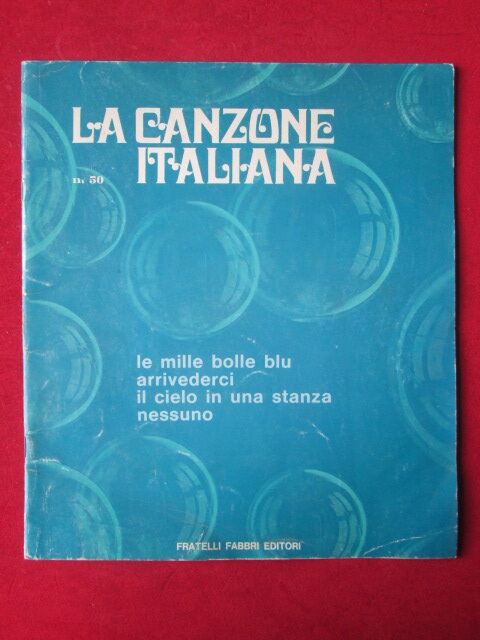 LA CANZONE
ITALIANA
n. 50
le mille bolle blu
arrivederci
il cielo in una stanza
nessuno
FRATELLI FABBRI EDITORI